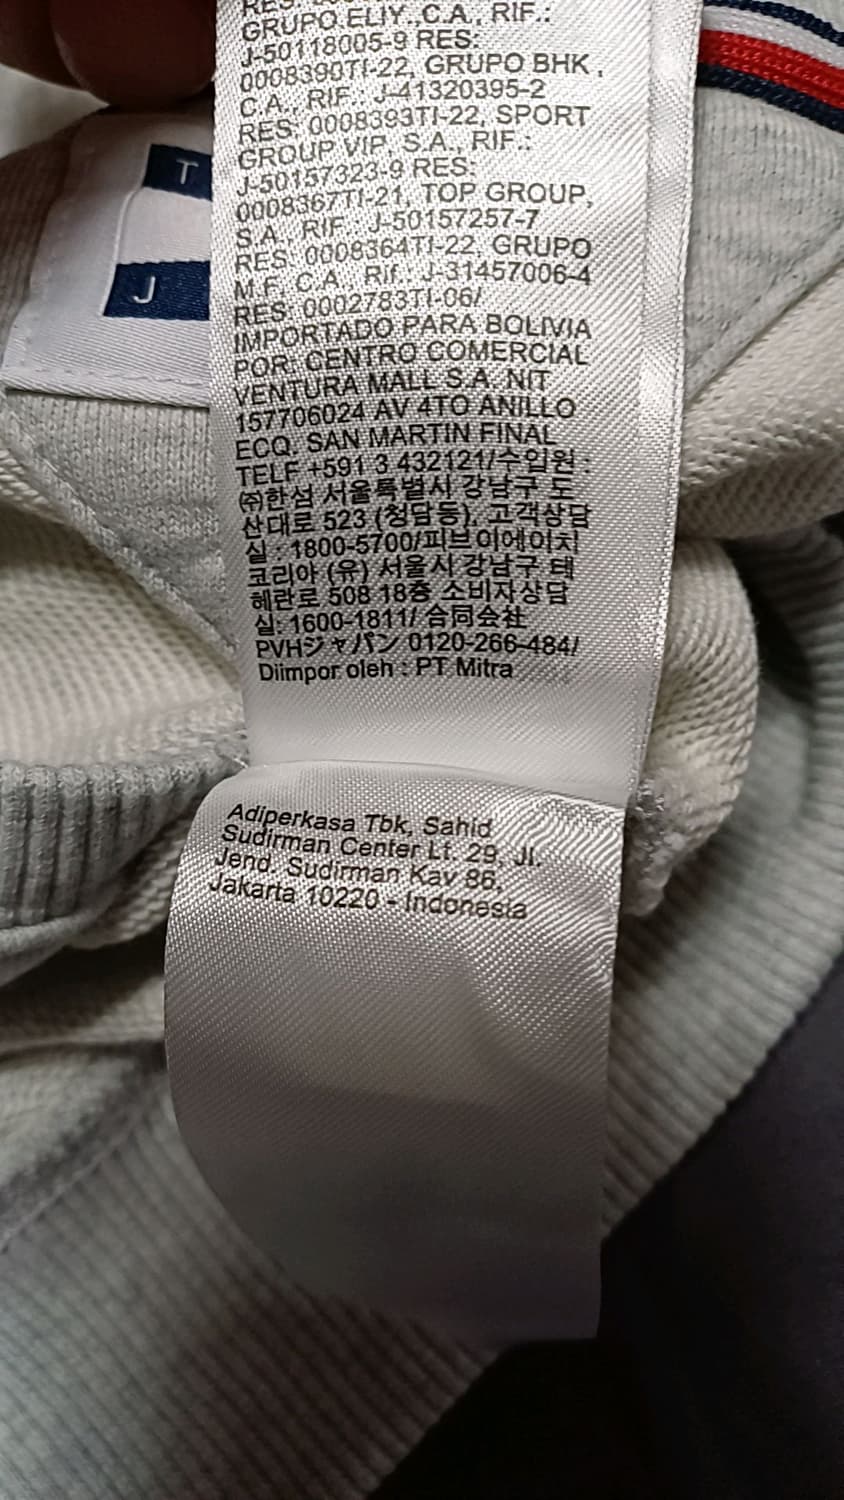 GRUPO ELIY., C.A., RIF.:
J-50118005-9 RES:
0008390TI-22, GRUPO BHK ,
C.A., RIF.: J-41320395-2
RES: 0008393TI-22, SPORT
GROUP VIP, S.A., RIF.:
J-50157323-9 RES:
0008367TI-21, TOP GROUP,
S.A., RIF.: J-50157257-7
RES: 0008364TI-22, GRUPO
M.F, C.A., Rif.: J-31457006-4
RES: 0002783TI-06/
IMPORTADO PARA BOLIVIA
POR: CENTRO COMERCIAL
VENTURA MALL S.A. NIT
157706024 AV 4TO ANILLO
ECQ. SAN MARTIN FINAL
TELF +591 3 432121/수입원 :
㈜한섬 서울특별시 강남구 도
산대로 523 (청담동), 고객상담
실 : 1800-5700/피브이에이치
코리아 (유) 서울시 강남구 테
헤란로 508 18층 소비자상담
실: 1600-1811/ 合同会社
PVHジャパン 0120-266-484/
Diimpor oleh : PT Mitra
Adiperkasa Tbk, Sahid
Sudirman Center Lt. 29, Jl.
Jend. Sudirman Kav 86,
Jakarta 10220 - Indonesia
T
J